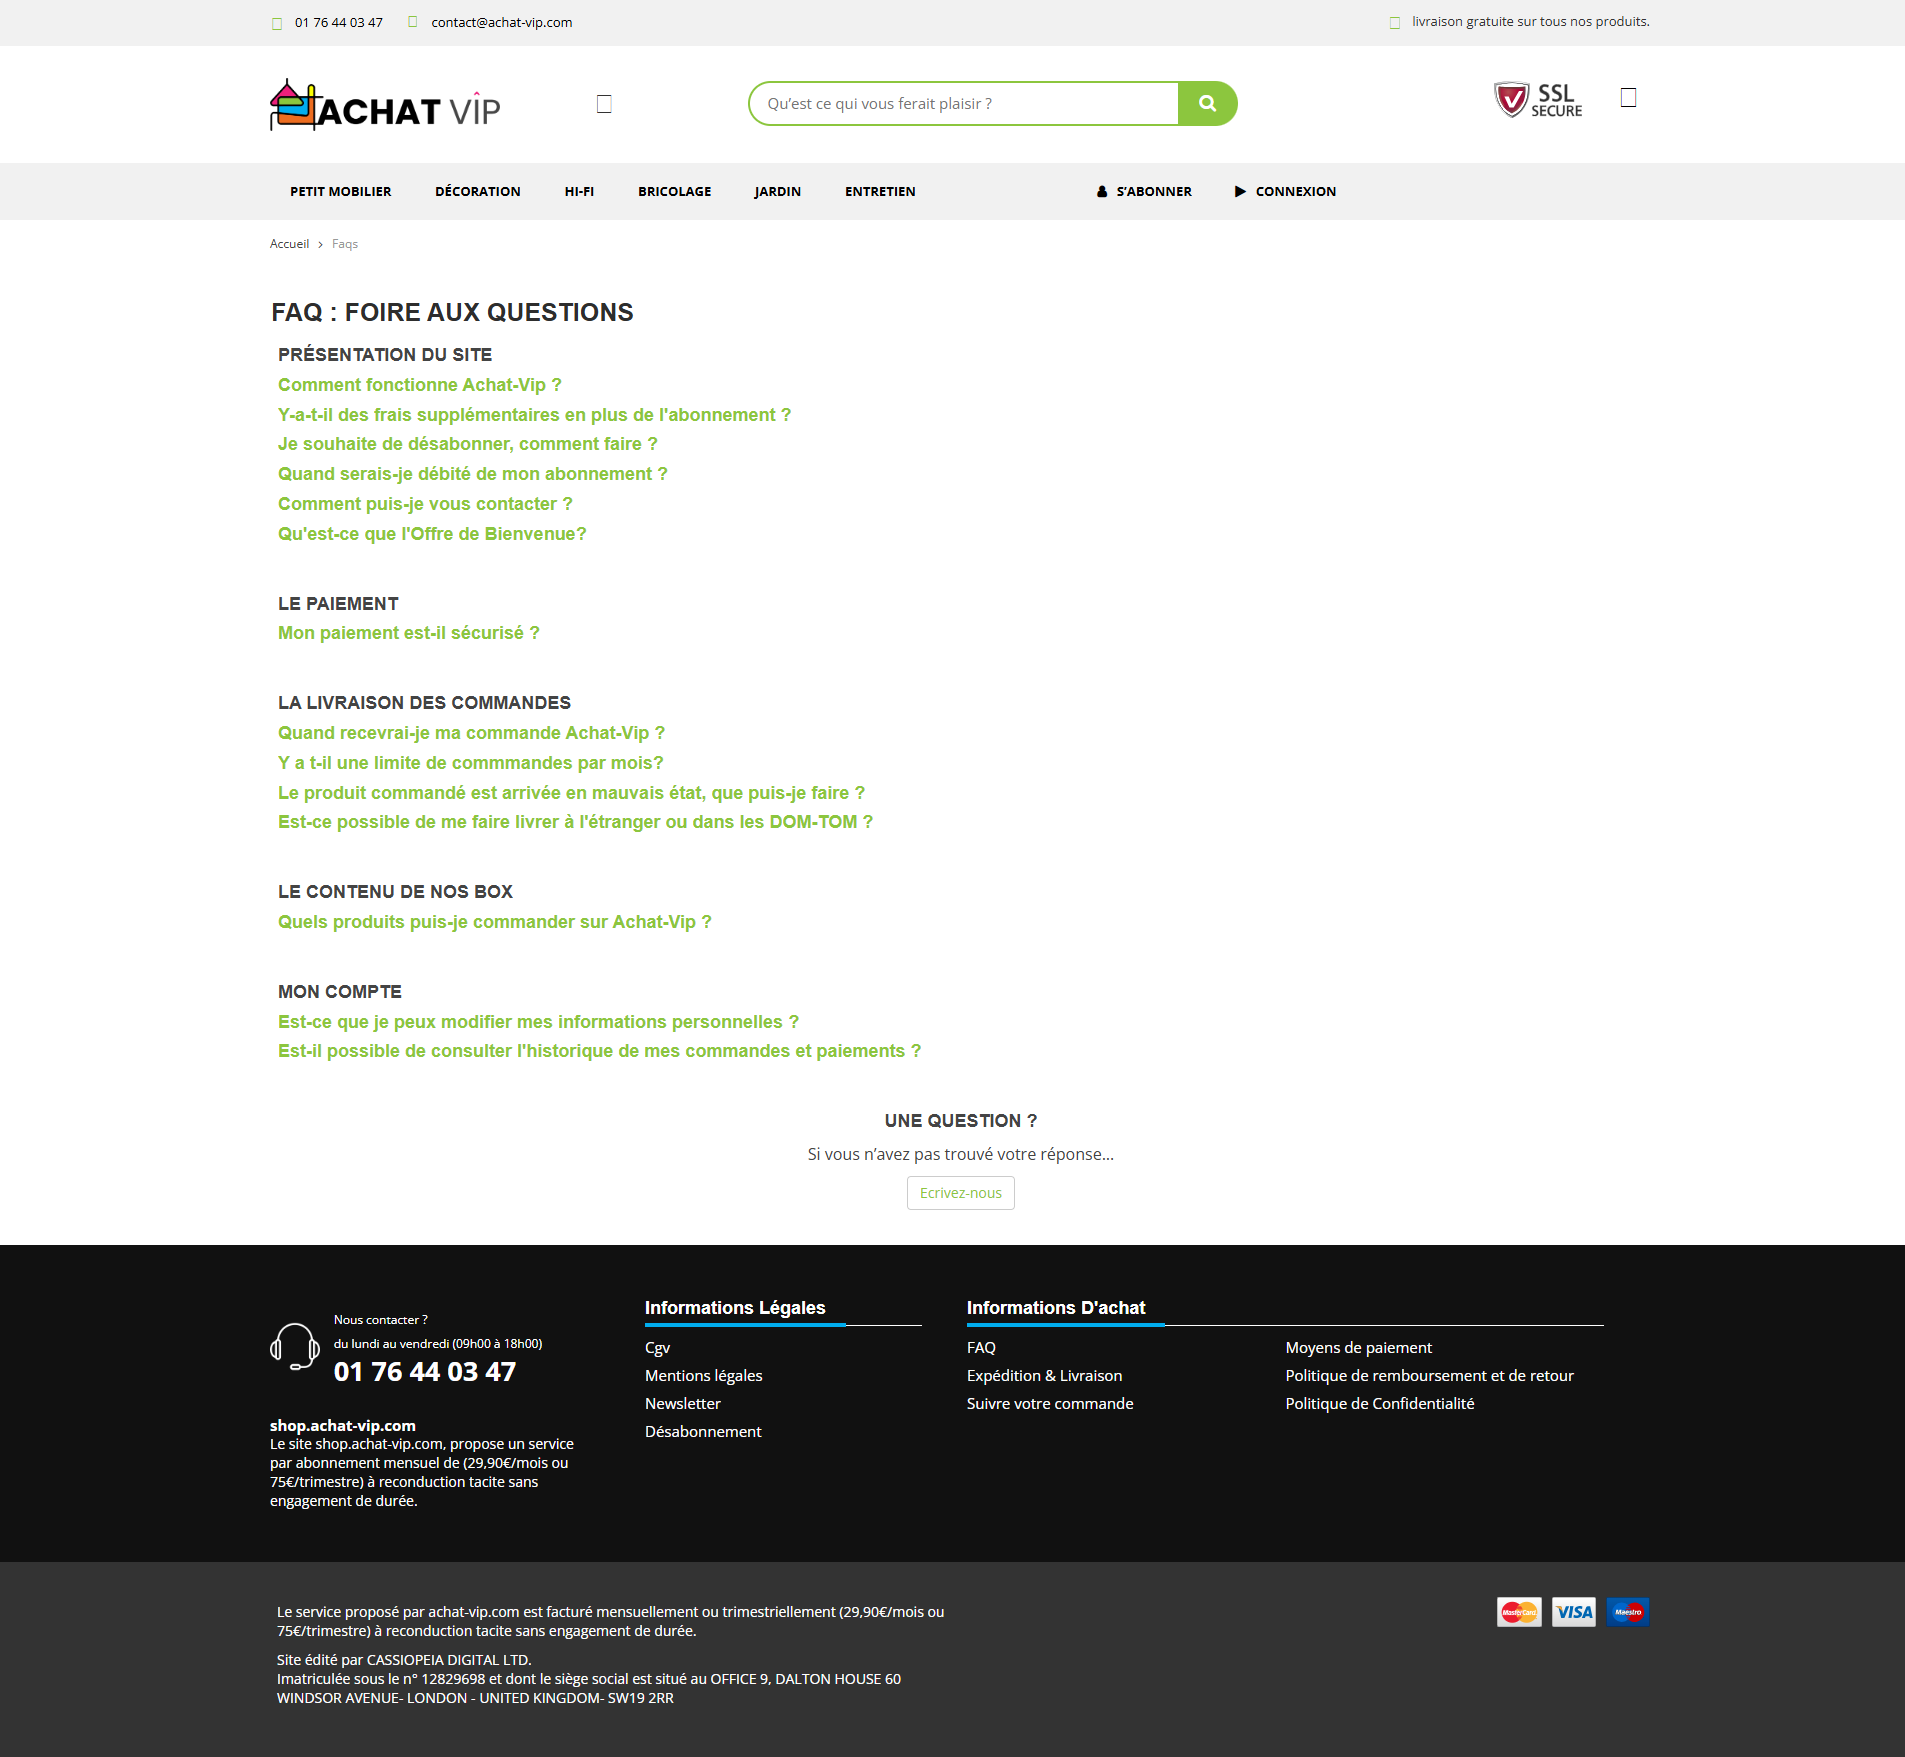 01 76 44 03 47
contact@achat-vip.com
livraison gratuite sur tous nos produits.
ACHAT VIP
Qu’est ce qui vous ferait plaisir ?
SSL
SECURE
PETIT MOBILIER
DÉCORATION
HI-FI
BRICOLAGE
JARDIN
ENTRETIEN
S’ABONNER
CONNEXION
Accueil > Faqs
FAQ : FOIRE AUX QUESTIONS
PRÉSENTATION DU SITE
Comment fonctionne Achat-Vip ?
Y-a-t-il des frais supplémentaires en plus de l'abonnement ?
Je souhaite de désabonner, comment faire ?
Quand serais-je débité de mon abonnement ?
Comment puis-je vous contacter ?
Qu'est-ce que l'Offre de Bienvenue?
LE PAIEMENT
Mon paiement est-il sécurisé ?
LA LIVRAISON DES COMMANDES
Quand recevrai-je ma commande Achat-Vip ?
Y a t-il une limite de commmandes par mois?
Le produit commandé est arrivée en mauvais état, que puis-je faire ?
Est-ce possible de me faire livrer à l'étranger ou dans les DOM-TOM ?
LE CONTENU DE NOS BOX
Quels produits puis-je commander sur Achat-Vip ?
MON COMPTE
Est-ce que je peux modifier mes informations personnelles ?
Est-il possible de consulter l'historique de mes commandes et paiements ?
UNE QUESTION ?
Si vous n’avez pas trouvé votre réponse...
Ecrivez-nous
Nous contacter ?
du lundi au vendredi (09h00 à 18h00)
01 76 44 03 47
shop.achat-vip.com
Le site shop.achat-vip.com, propose un service
par abonnement mensuel de (29,90€/mois ou
75€/trimestre) à reconduction tacite sans
engagement de durée.
Informations Légales
Cgv
Mentions légales
Newsletter
Désabonnement
Informations D'achat
FAQ
Expédition & Livraison
Suivre votre commande
Moyens de paiement
Politique de remboursement et de retour
Politique de Confidentialité
Le service proposé par achat-vip.com est facturé mensuellement ou trimestriellement (29,90€/mois ou
75€/trimestre) à reconduction tacite sans engagement de durée.
Site édité par CASSIOPEIA DIGITAL LTD.
Imatriculée sous le n° 12829698 et dont le siège social est situé au OFFICE 9, DALTON HOUSE 60
WINDSOR AVENUE- LONDON - UNITED KINGDOM- SW19 2RR
MasterCard
VISA
Maestro